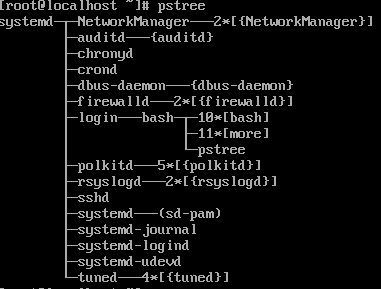 [root@localhost ~]# pstree
systemd─┬─NetworkManager───2*[{NetworkManager}]
        ├─auditd───{auditd}
        ├─chronyd
        ├─crond
        ├─dbus-daemon───{dbus-daemon}
        ├─firewalld───2*[{firewalld}]
        ├─login───bash─┬─10*[bash]
        │              ├─11*[more]
        │              └─pstree
        ├─polkitd───5*[{polkitd}]
        ├─rsyslogd───2*[{rsyslogd}]
        ├─sshd
        ├─systemd───(sd-pam)
        ├─systemd-journal
        ├─systemd-logind
        ├─systemd-udevd
        └─tuned───4*[{tuned}]